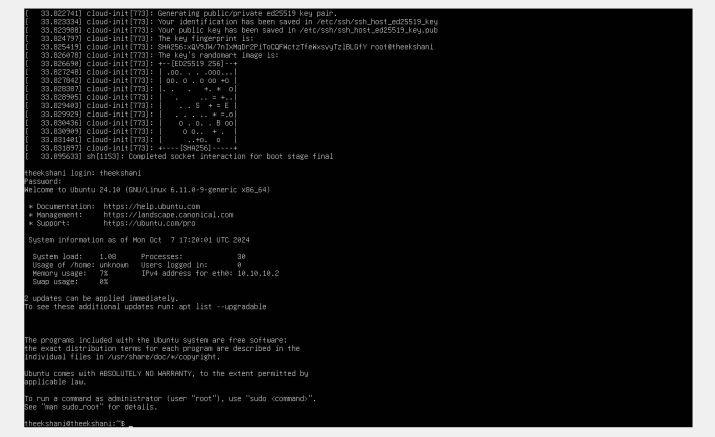 [   33.822741] cloud-init[773]: Generating public/private ed25519 key pair.
[   33.823334] cloud-init[773]: Your identification has been saved in /etc/ssh/ssh_host_ed25519_key
[   33.823988] cloud-init[773]: Your public key has been saved in /etc/ssh/ssh_host_ed25519_key.pub
[   33.824797] cloud-init[773]: The key fingerprint is:
[   33.825419] cloud-init[773]: root@theekshani
[   33.826078] cloud-init[773]: The key's randomart image is:
[   33.826690] cloud-init[773]: +--[ED25519 256]--+
[   33.827248] cloud-init[773]: | .oo. . . .ooo...|
[   33.827842] cloud-init[773]: | oo. o . o oo +o |
[   33.828387] cloud-init[773]: |. .   .   +. *  o|
[   33.828905] cloud-init[773]: |   .     .. = +..|
[   33.829403] cloud-init[773]: |    . . S  + = E |
[   33.829929] cloud-init[773]: |   . . . .. * =.o|
[   33.830436] cloud-init[773]: |    o . o. . B oo|
[   33.830909] cloud-init[773]: |     o o..  + .  |
[   33.831401] cloud-init[773]: |      ..+o.  o   |
[   33.831897] cloud-init[773]: +----[SHA256]-----+
[   33.895633] sh[1153]: Completed socket interaction for boot stage final
theekshani login: theekshani
Password:
Welcome to Ubuntu 24.10 (GNU/Linux 6.11.0-9-generic x86_64)
* Documentation:  https://help.ubuntu.com
* Management:     https://landscape.canonical.com
* Support:        https://ubuntu.com/pro
System information as of Mon Oct  7 17:20:01 UTC 2024
System load:    1.08      Processes:              30
Usage of /home: unknown   Users logged in:        0
Memory usage:   7%        IPv4 address for eth0: 10.10.10.2
Swap usage:     0%
2 updates can be applied immediately.
To see these additional updates run: apt list --upgradable
The programs included with the Ubuntu system are free software;
the exact distribution terms for each program are described in the
individual files in /usr/share/doc/*/copyright.
Ubuntu comes with ABSOLUTELY NO WARRANTY, to the extent permitted by
applicable law.
To run a command as administrator (user "root"), use "sudo <command>".
See "man sudo_root" for details.
theekshani@theekshani:~$ _